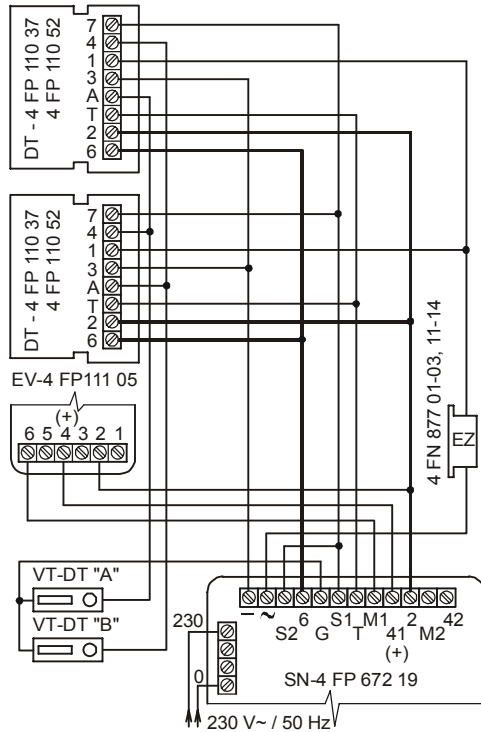 DT - 4 FP 110 37
4 FP 110 52
7
4
1
3
A
T
2
6
DT - 4 FP 110 37
4 FP 110 52
7
4
1
3
A
T
2
6
EV-4 FP111 05
(+)
6 5 4 3 2 1
4 FN 877 01-03, 11-14
EZ
VT-DT "A"
VT-DT "B"
– ~ S2 6 G S1 T M1 41 2 M2 42
(+)
230
0
SN-4 FP 672 19
230 V~ / 50 Hz